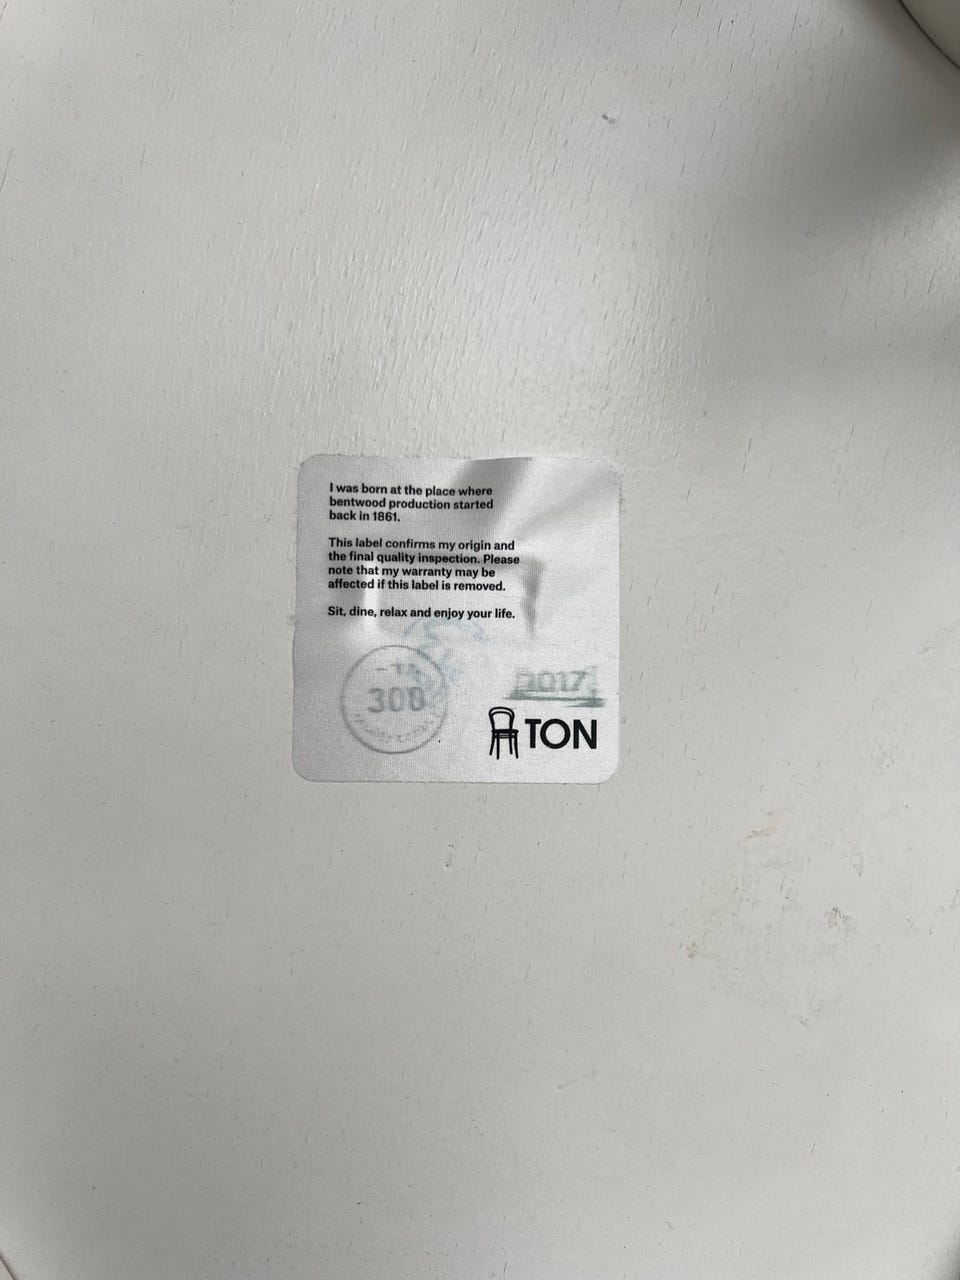 I was born at the place where
bentwood production started
back in 1861.
This label confirms my origin and
the final quality inspection. Please
note that my warranty may be
affected if this label is removed.
Sit, dine, relax and enjoy your life.
2017
TON